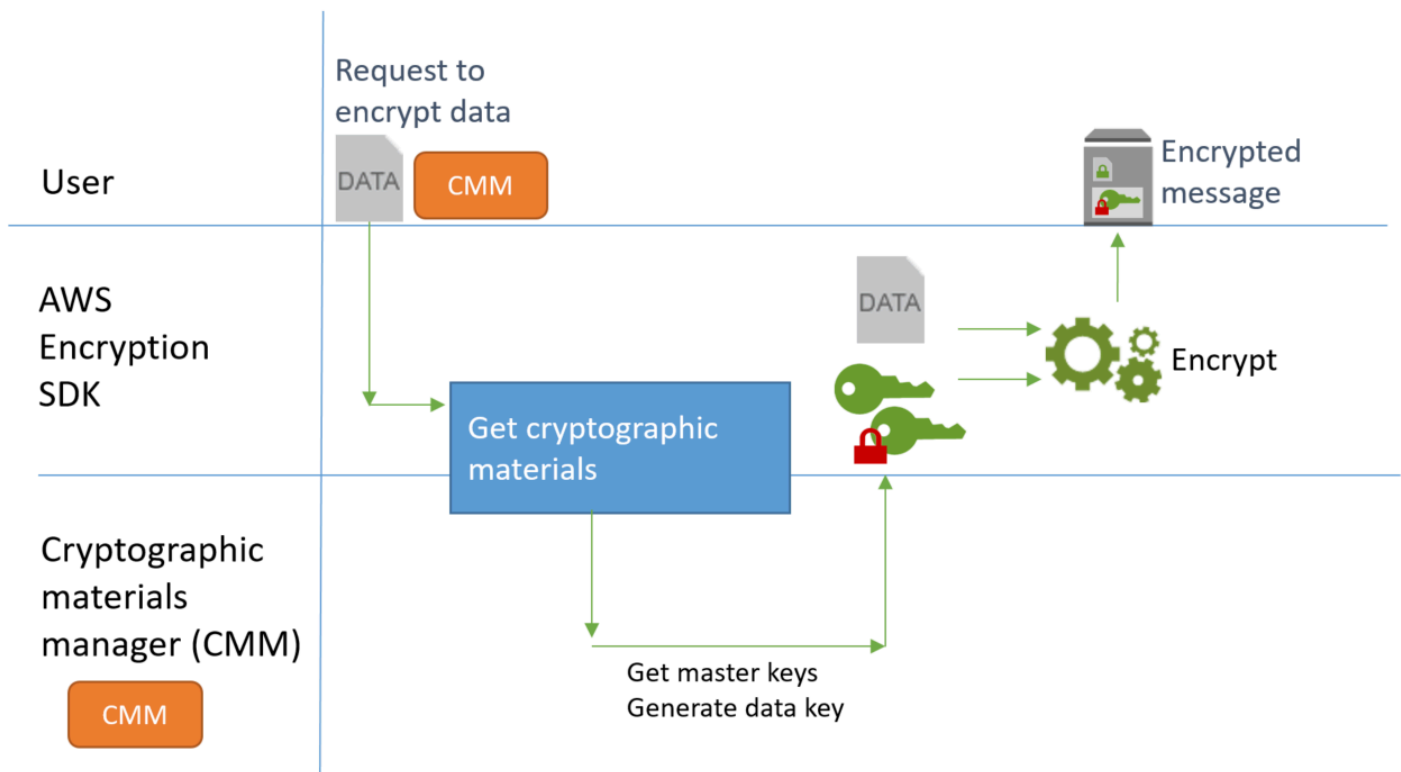 Request to
encrypt data
User
DATA
CMM
Encrypted
message
AWS
Encryption
SDK
DATA
Encrypt
Get cryptographic
materials
Cryptographic
materials
manager (CMM)
CMM
Get master keys
Generate data key